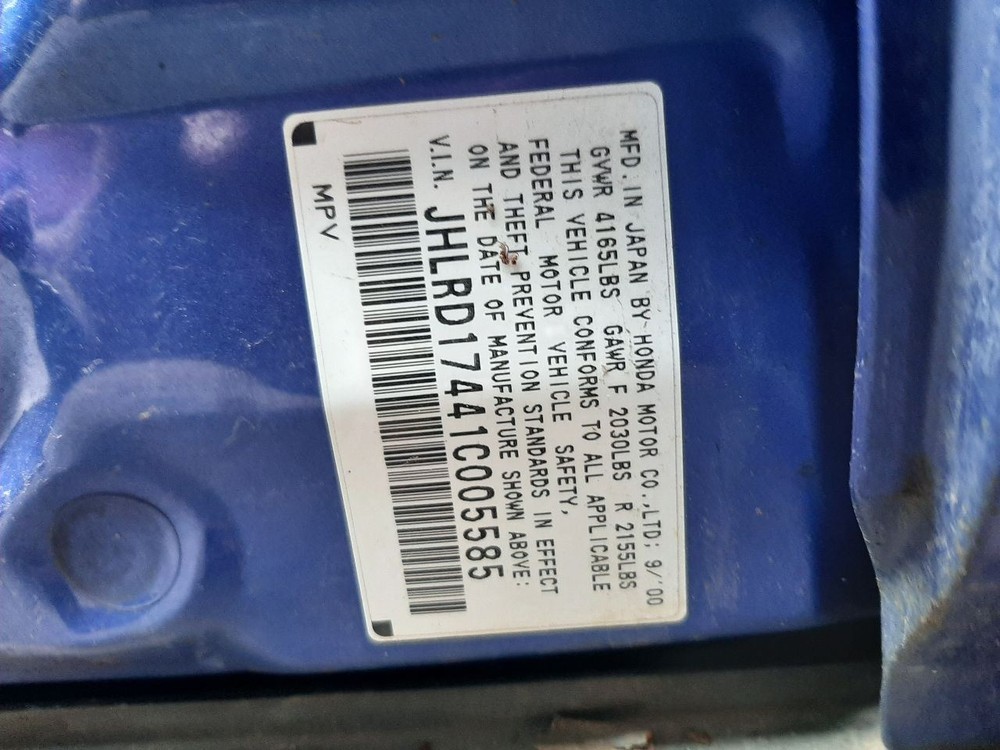 MFD. IN JAPAN BY HONDA MOTOR CO.,LTD; 9/'00
GVWR 4165LBS GAWR F 2030LBS R 2155LBS
THIS VEHICLE CONFORMS TO ALL APPLICABLE
FEDERAL MOTOR VEHICLE SAFETY,
AND THEFT PREVENTION STANDARDS IN EFFECT
ON THE DATE OF MANUFACTURE SHOWN ABOVE:
V.I.N. JHLRD17441C005585
MPV